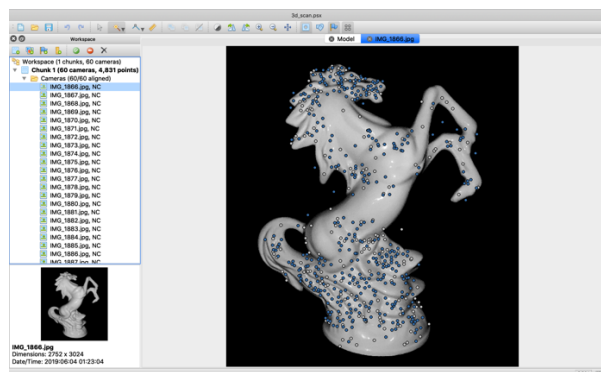 3d_scan.psx
Workspace
Model
IMG_1866.jpg
Workspace (1 chunks, 60 cameras)
Chunk 1 (60 cameras, 4,831 points)
Cameras (60/60 aligned)
IMG_1866.jpg, NC
IMG_1867.jpg, NC
IMG_1868.jpg, NC
IMG_1869.jpg, NC
IMG_1870.jpg, NC
IMG_1871.jpg, NC
IMG_1872.jpg, NC
IMG_1873.jpg, NC
IMG_1874.jpg, NC
IMG_1875.jpg, NC
IMG_1876.jpg, NC
IMG_1877.jpg, NC
IMG_1878.jpg, NC
IMG_1879.jpg, NC
IMG_1880.jpg, NC
IMG_1881.jpg, NC
IMG_1882.jpg, NC
IMG_1883.jpg, NC
IMG_1884.jpg, NC
IMG_1885.jpg, NC
IMG_1886.jpg, NC
IMG_1887.jpg, NC
IMG_1866.jpg
Dimensions: 2752 x 3024
Date/Time: 2019:06:04 01:23:04